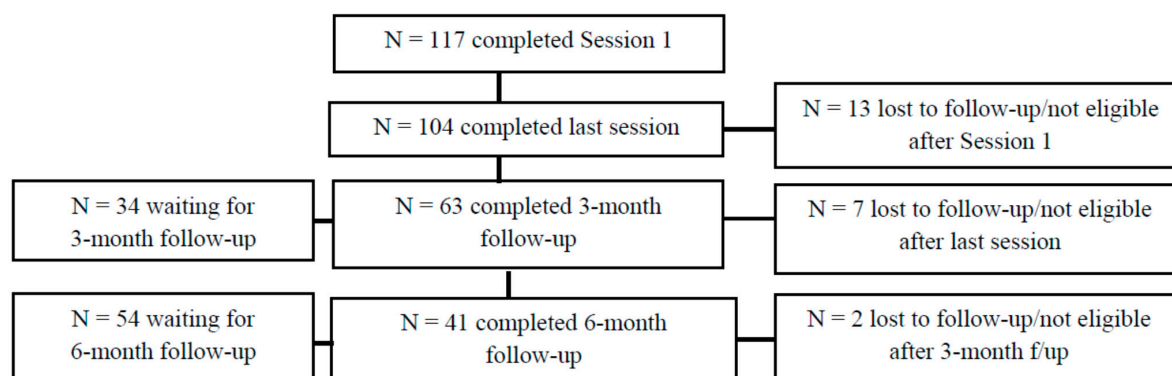 N = 117 completed Session 1
N = 104 completed last session
N = 13 lost to follow-up/not eligible
after Session 1
N = 34 waiting for
3-month follow-up
N = 63 completed 3-month
follow-up
N = 7 lost to follow-up/not eligible
after last session
N = 54 waiting for
6-month follow-up
N = 41 completed 6-month
follow-up
N = 2 lost to follow-up/not eligible
after 3-month f/up